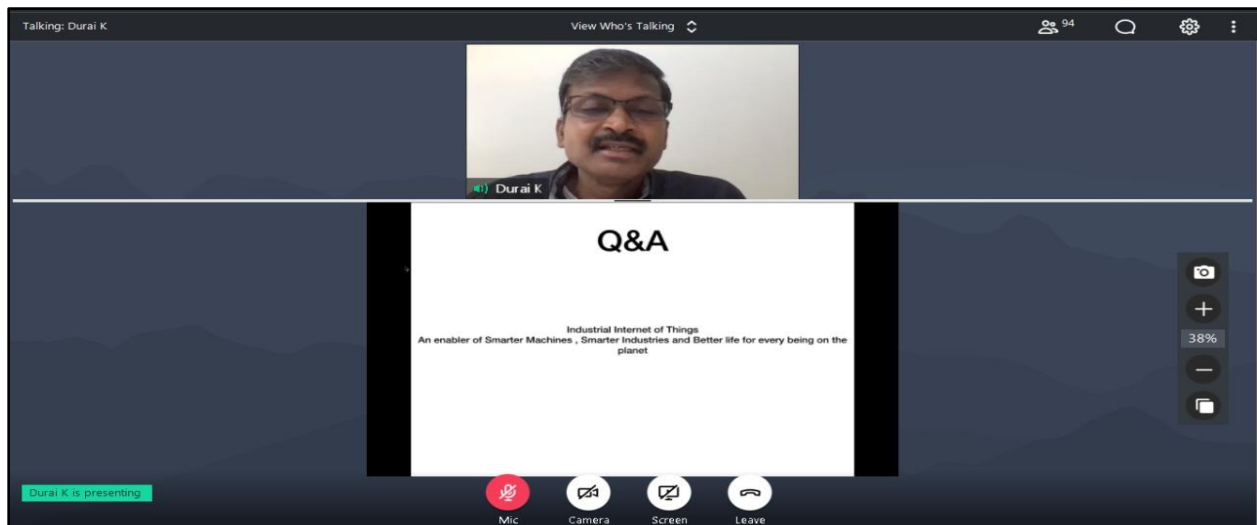 Talking: Durai K
View Who's Talking
94
Durai K
Q&A
Industrial Internet of Things
An enabler of Smarter Machines , Smarter Industries and Better life for every being on the
planet
38%
Durai K is presenting
Mic
Camera
Screen
Leave